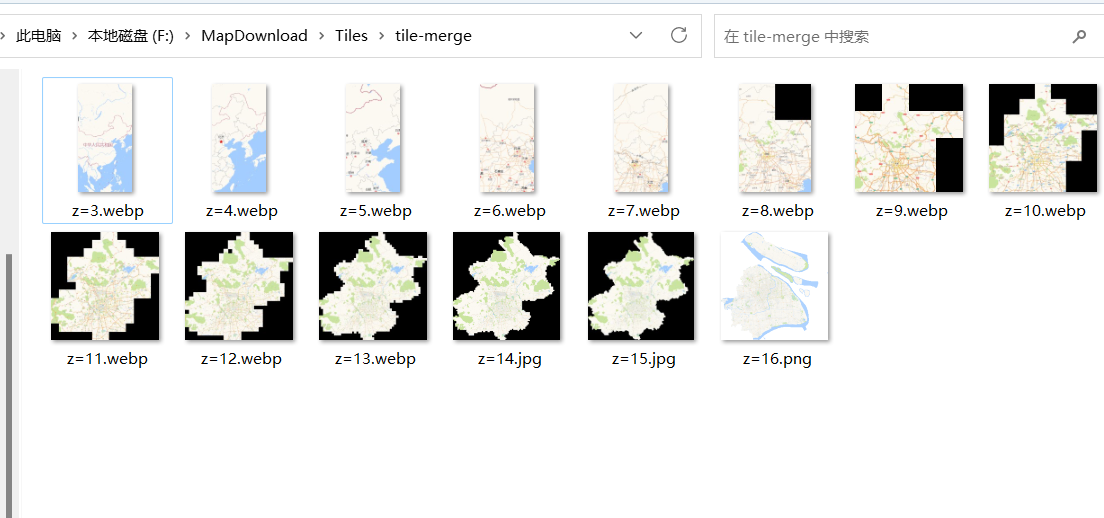 此电脑 > 本地磁盘 (F:) > MapDownload > Tiles > tile-merge
在 tile-merge 中搜索
z=3.webp
z=4.webp
z=5.webp
z=6.webp
z=7.webp
z=8.webp
z=9.webp
z=10.webp
z=11.webp
z=12.webp
z=13.webp
z=14.jpg
z=15.jpg
z=16.png